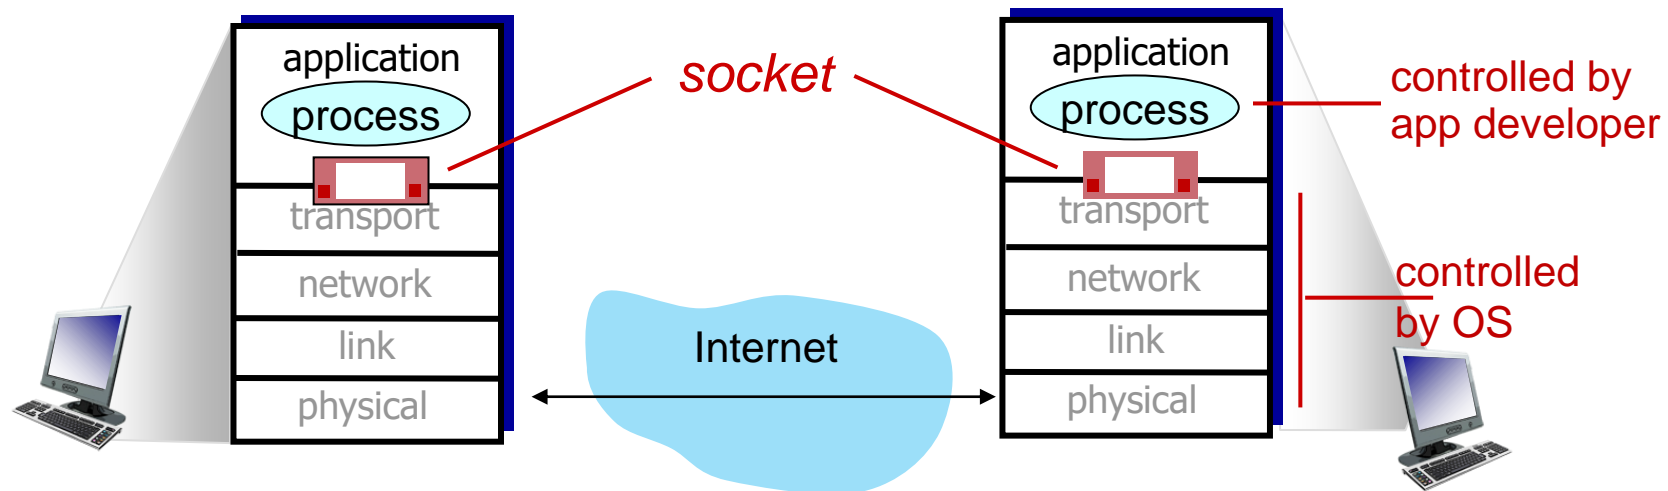 application
process
transport
network
link
physical
socket
Internet
application
process
transport
network
link
physical
controlled by
app developer
controlled
by OS